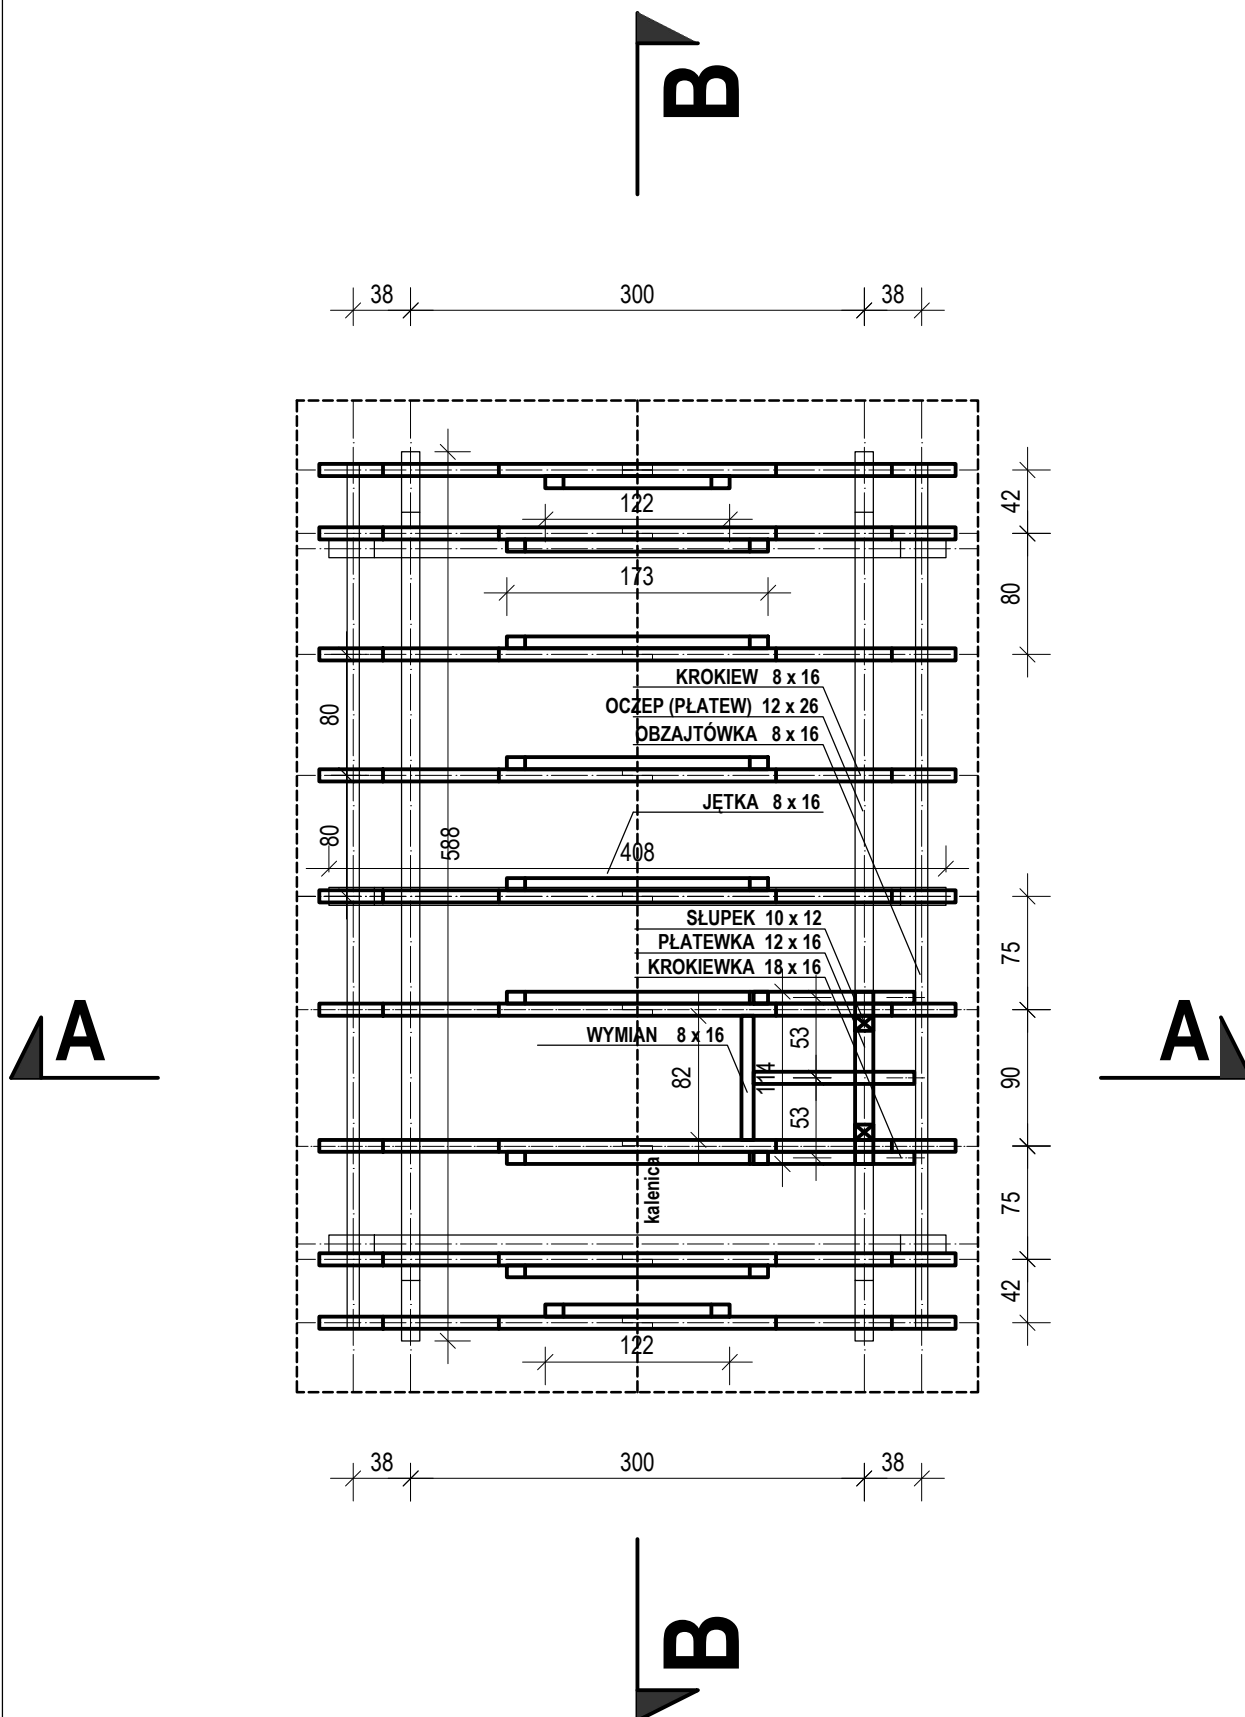 B
38 300 38
42
122
80
173
KROKIEW 8 x 16
OCZEP (PŁATEW) 12 x 26
80
OBZAJTÓWKA 8 x 16
JĘTKA 8 x 16
80
588
408
SŁUPEK 10 x 12
PŁATEWKA 12 x 16
75
KROKIEWKA 18 x 16
A
A
WYMIAN 8 x 16
53
82
114
90
53
kalenica
75
42
122
38 300 38
B